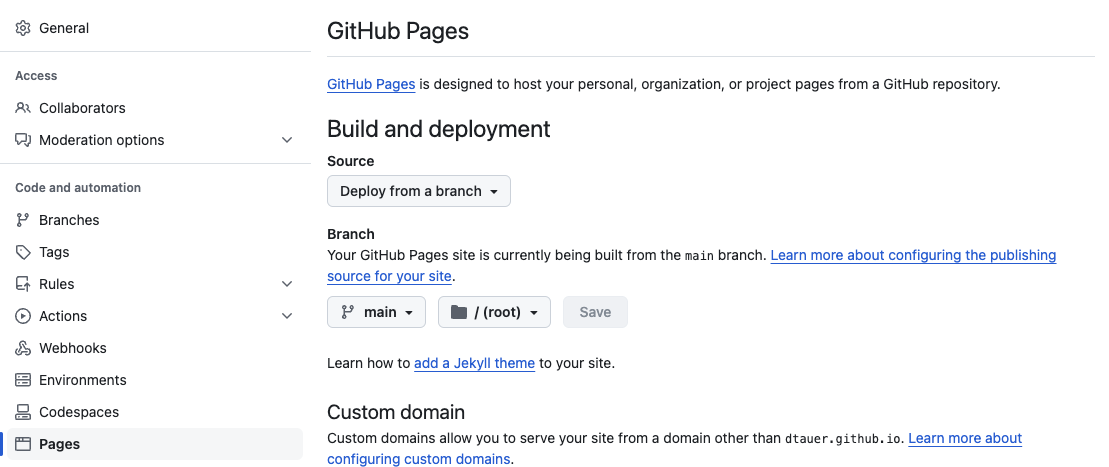 General
Access
Collaborators
Moderation options
Code and automation
Branches
Tags
Rules
Actions
Webhooks
Environments
Codespaces
Pages
GitHub Pages
GitHub Pages is designed to host your personal, organization, or project pages from a GitHub repository.
Build and deployment
Source
Deploy from a branch
Branch
Your GitHub Pages site is currently being built from the main branch. Learn more about configuring the publishing
source for your site.
main / (root) Save
Learn how to add a Jekyll theme to your site.
Custom domain
Custom domains allow you to serve your site from a domain other than dtauer.github.io. Learn more about
configuring custom domains.